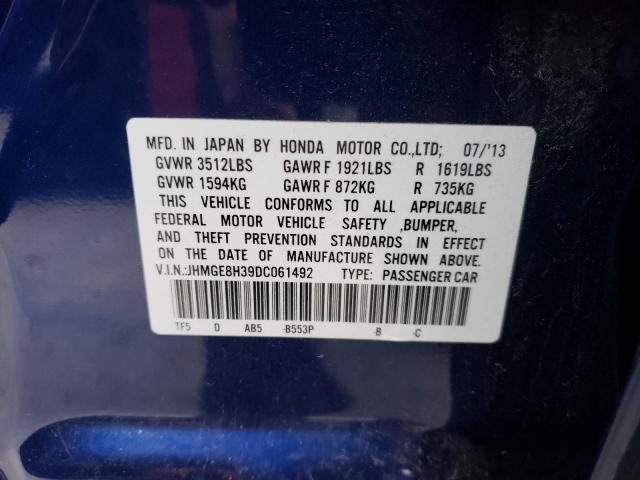 MFD. IN JAPAN BY HONDA MOTOR CO.,LTD; 07/'13
GVWR 3512LBS GAWR F 1921LBS R 1619LBS
GVWR 1594KG GAWR F 872KG R 735KG
THIS VEHICLE CONFORMS TO ALL APPLICABLE
FEDERAL MOTOR VEHICLE SAFETY ,BUMPER,
AND THEFT PREVENTION STANDARDS IN EFFECT
ON THE DATE OF MANUFACTURE SHOWN ABOVE.
V.I.N.:JHMGE8H39DC061492 TYPE: PASSENGER CAR
TF5 D AB5 -B553P -B -C